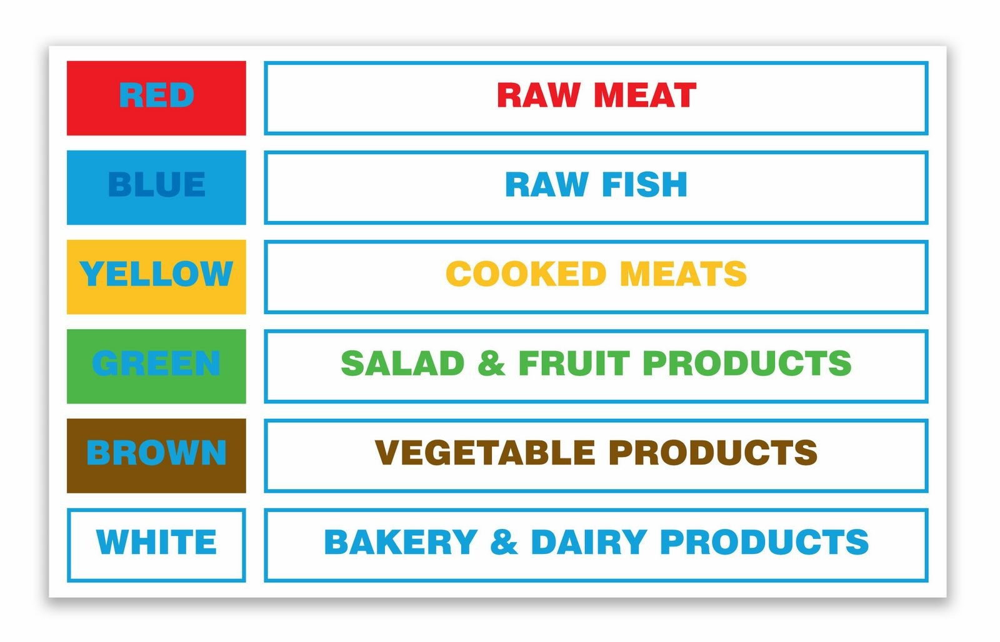 RED RAW MEAT
BLUE RAW FISH
YELLOW COOKED MEATS
GREEN SALAD & FRUIT PRODUCTS
BROWN VEGETABLE PRODUCTS
WHITE BAKERY & DAIRY PRODUCTS